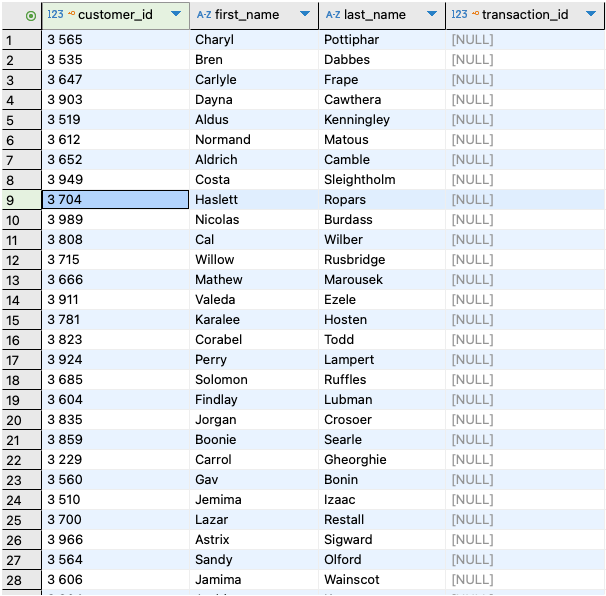 123 customer_id A-Z first_name A-Z last_name 123 transaction_id
1 3 565 Charyl Pottiphar [NULL]
2 3 535 Bren Dabbes [NULL]
3 3 647 Carlyle Frape [NULL]
4 3 903 Dayna Cawthera [NULL]
5 3 519 Aldus Kenningley [NULL]
6 3 612 Normand Matous [NULL]
7 3 652 Aldrich Camble [NULL]
8 3 949 Costa Sleightholm [NULL]
9 3 704 Haslett Ropars [NULL]
10 3 989 Nicolas Burdass [NULL]
11 3 808 Cal Wilber [NULL]
12 3 715 Willow Rusbridge [NULL]
13 3 666 Mathew Marousek [NULL]
14 3 911 Valeda Ezele [NULL]
15 3 781 Karalee Hosten [NULL]
16 3 823 Corabel Todd [NULL]
17 3 924 Perry Lampert [NULL]
18 3 685 Solomon Ruffles [NULL]
19 3 604 Findlay Lubman [NULL]
20 3 835 Jorgan Crosoer [NULL]
21 3 859 Boonie Searle [NULL]
22 3 229 Carrol Gheorghie [NULL]
23 3 560 Gav Bonin [NULL]
24 3 510 Jemima Izaac [NULL]
25 3 700 Lazar Restall [NULL]
26 3 966 Astrix Sigward [NULL]
27 3 564 Sandy Olford [NULL]
28 3 606 Jamima Wainscot [NULL]